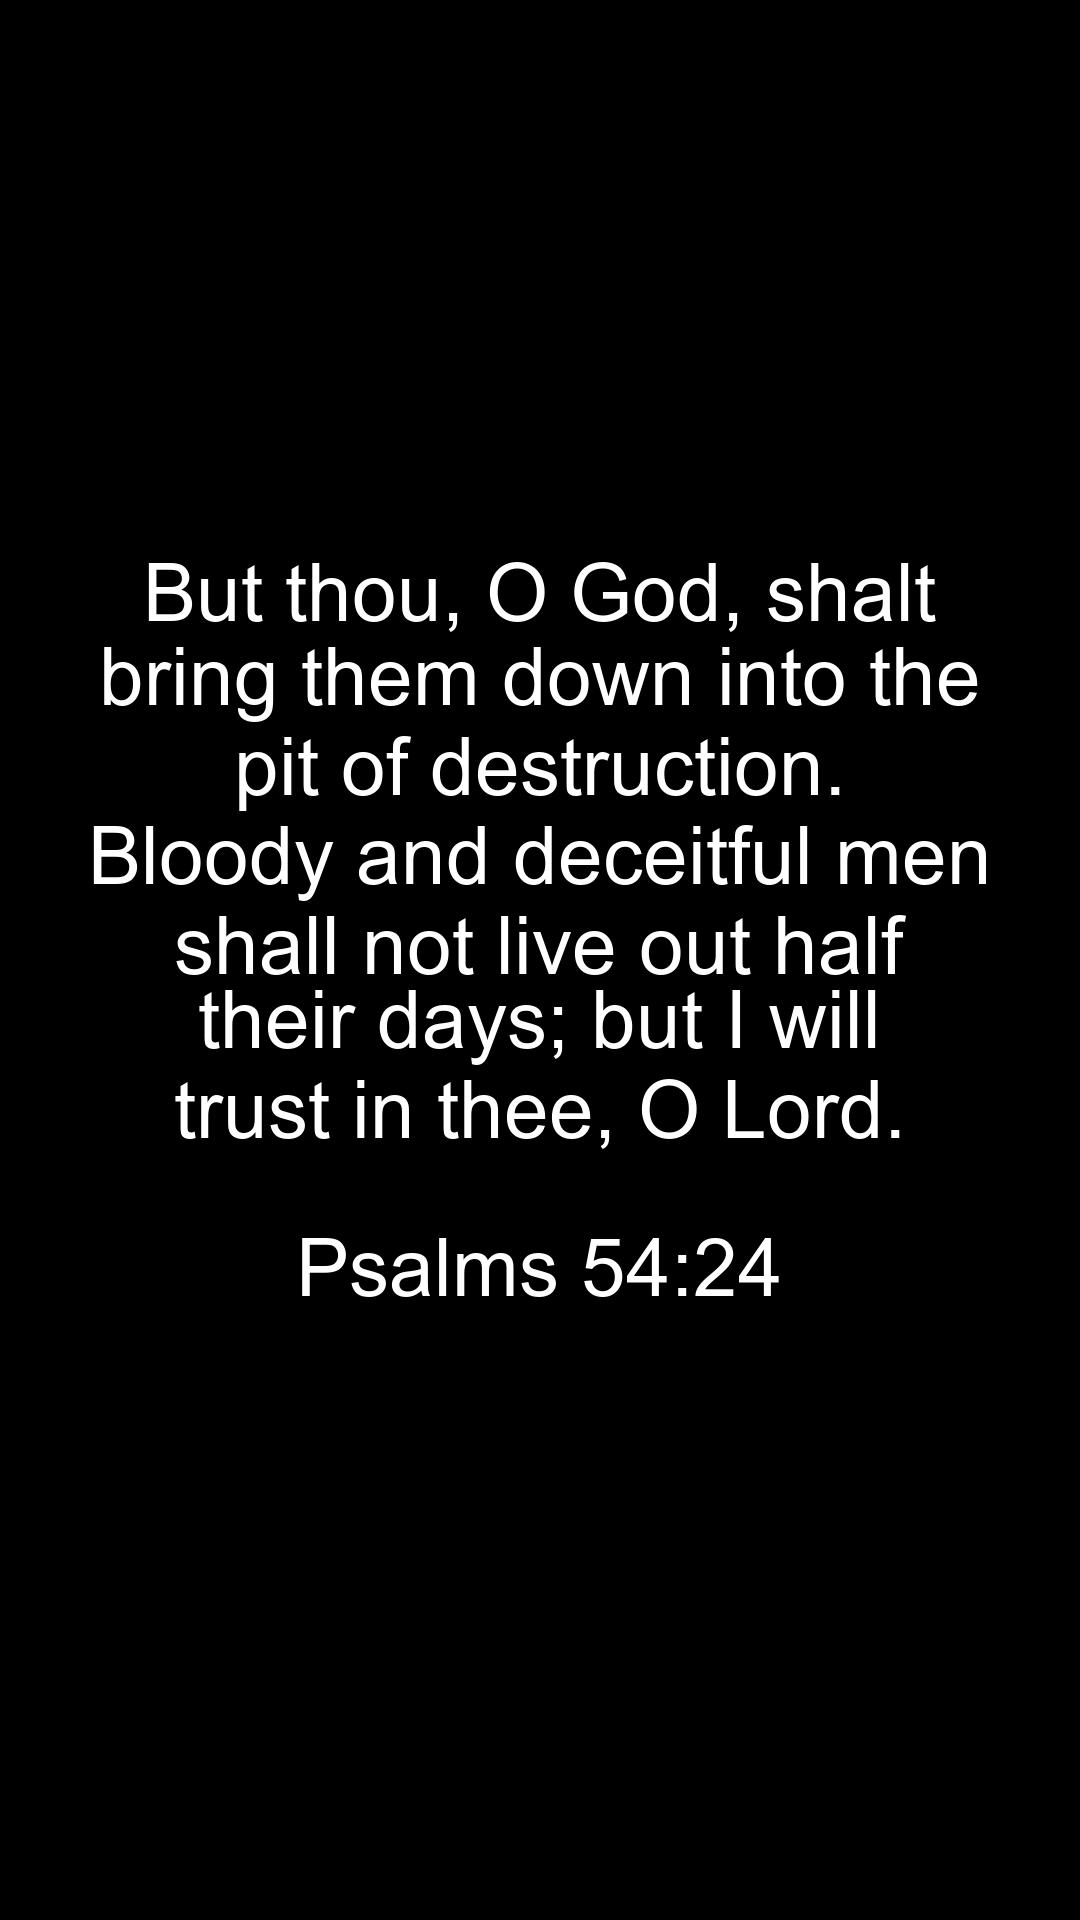 But thou, O God, shalt
bring them down into the
pit of destruction.
Bloody and deceitful men
shall not live out half
their days; but I will
trust in thee, O Lord.
Psalms 54:24